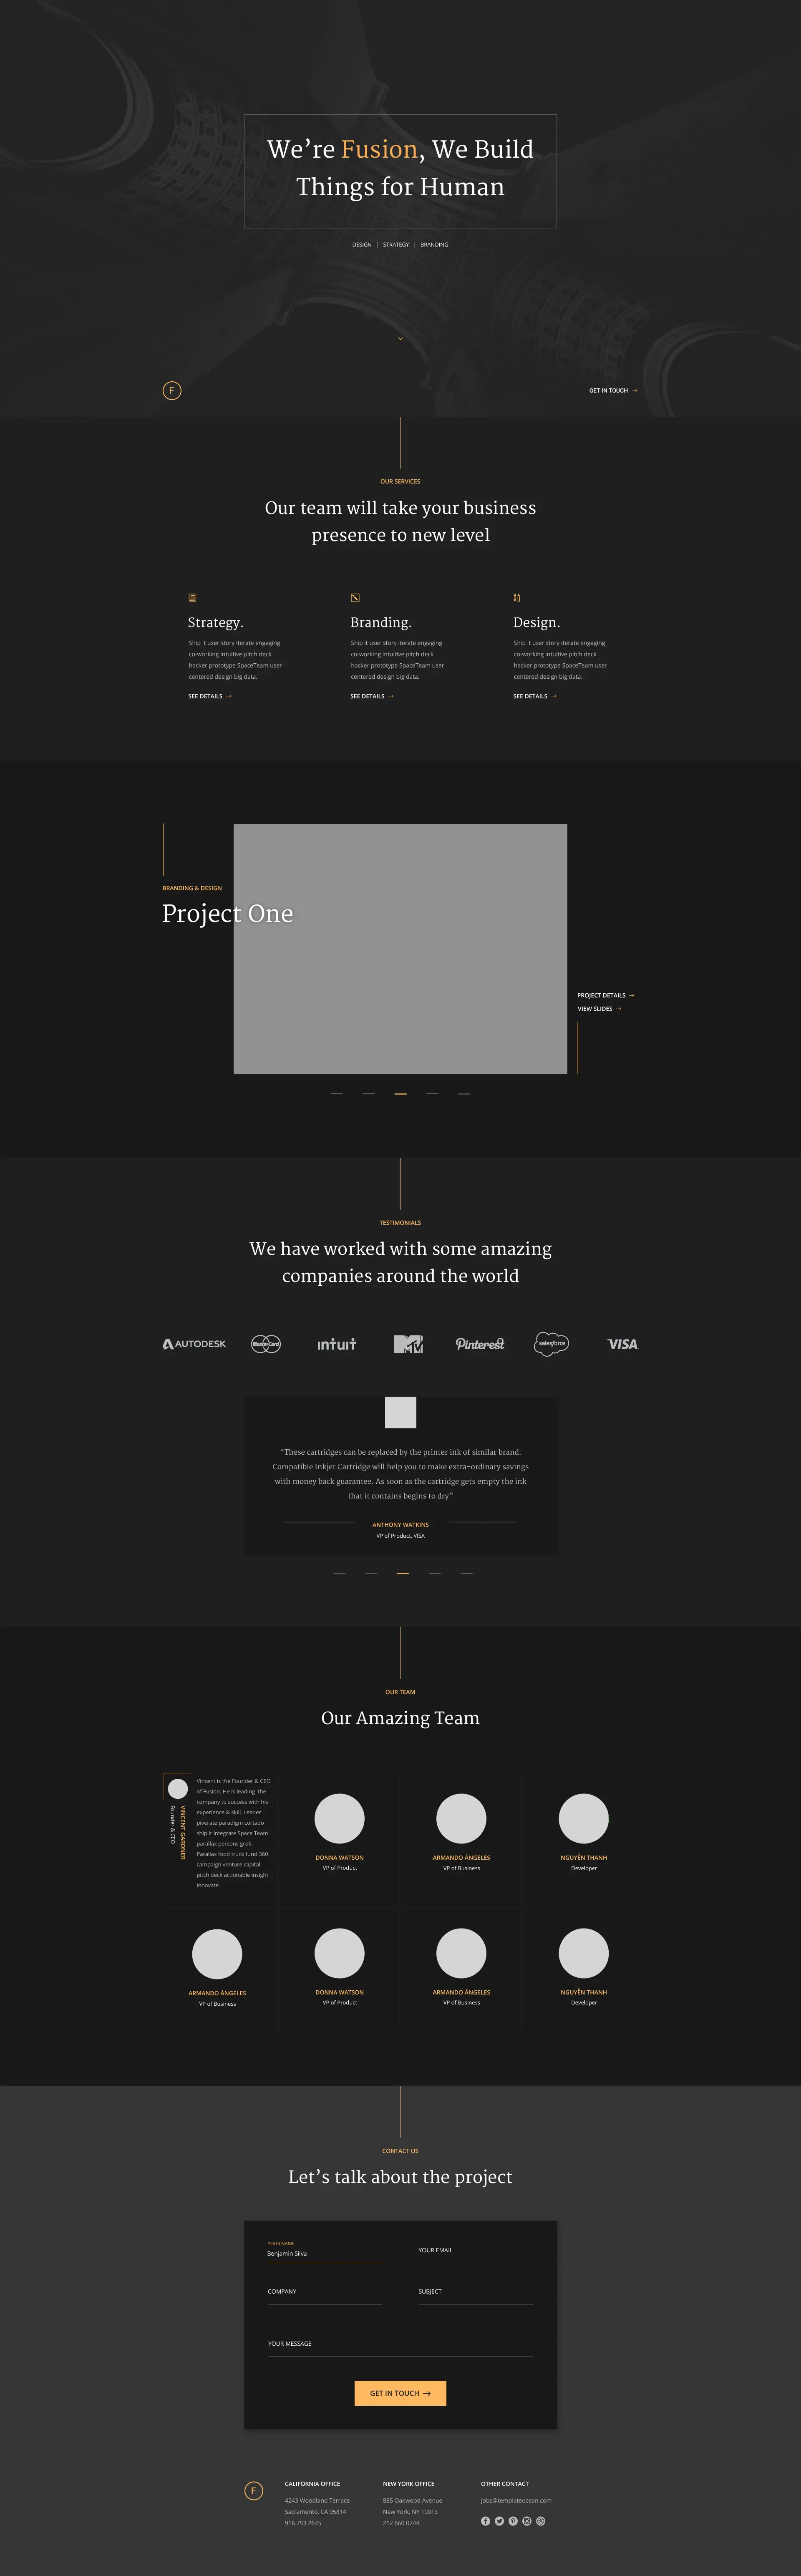 We’re Fusion, We Build
Things for Human
DESIGN | STRATEGY | BRANDING
F
GET IN TOUCH →
OUR SERVICES
Our team will take your business
presence to new level
Strategy.
Ship it user story iterate engaging
co-working intuitive pitch deck
hacker prototype SpaceTeam user
centered design big data.
SEE DETAILS →
Branding.
Ship it user story iterate engaging
co-working intuitive pitch deck
hacker prototype SpaceTeam user
centered design big data.
SEE DETAILS →
Design.
Ship it user story iterate engaging
co-working intuitive pitch deck
hacker prototype SpaceTeam user
centered design big data.
SEE DETAILS →
BRANDING & DESIGN
Project One
PROJECT DETAILS →
VIEW SLIDES →
TESTIMONIALS
We have worked with some amazing
companies around the world
AUTODESK
MasterCard
intuit
MTV
Pinterest
salesforce
VISA
“These cartridges can be replaced by the printer ink of similar brand.
Compatible Inkjet Cartridge will help you to make extra-ordinary savings
with money back guarantee. As soon as the cartridge gets empty the ink
that it contains begins to dry”
ANTHONY WATKINS
VP of Product, VISA
OUR TEAM
Our Amazing Team
VINCENT GARDNER
Founder & CEO
Vincent is the Founder & CEO
of Fusion. He is leading the
company to success with his
experience & skill. Leader
piverate paradigm cortado
ship it integrate Space Team
parallax persons grok.
Parallax food truck fund 360
campaign venture capital
pitch deck actionable insight
innovate.
DONNA WATSON
VP of Product
ARMANDO ÁNGELES
VP of Business
NGUYỄN THANH
Developer
ARMANDO ÁNGELES
VP of Business
DONNA WATSON
VP of Product
ARMANDO ÁNGELES
VP of Business
NGUYỄN THANH
Developer
CONTACT US
Let’s talk about the project
YOUR NAME
Benjamin Silva
YOUR EMAIL
COMPANY
SUBJECT
YOUR MESSAGE
GET IN TOUCH →
F
CALIFORNIA OFFICE
4243 Woodland Terrace
Sacramento, CA 95814
916 753 2645
NEW YORK OFFICE
885 Oakwood Avenue
New York, NY 10013
212 660 0744
OTHER CONTACT
jobs@templateocean.com